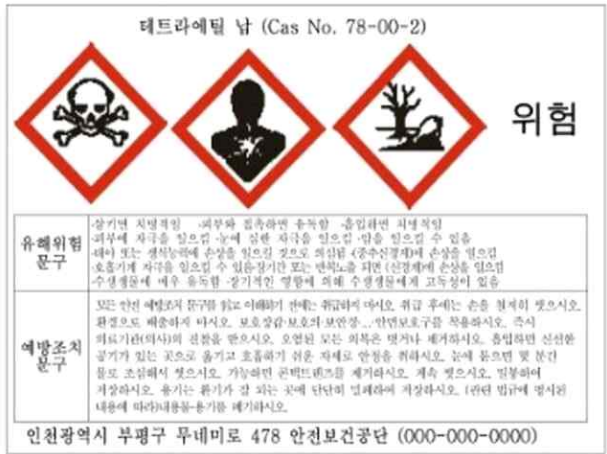 테트라에틸 납 (Cas No. 78-00-2)
위험
유해위험
문구
·삼키면 치명적임 ·피부와 접촉하면 유독함 ·흡입하면 치명적임
·피부에 자극을 일으킴 ·눈에 심한 자극을 일으킴 ·암을 일으킬 수 있음
·태아 또는 생식능력에 손상을 일으킬 것으로 의심됨 ·(중추신경계)에 손상을 일으킴
·호흡기계 자극을 일으킬 수 있음·장기간 또는 반복노출 되면 (신경계)에 손상을 일으킴
·수생생물에 매우 유독함 ·장기적인 영향에 의해 수생생물에게 고독성이 있음
예방조치
문구
모든 안전 예방조치 문구를 읽고 이해하기 전에는 취급하지 마시오. 취급 후에는 손을 철저히 씻으시오.
환경으로 배출하지 마시오. 보호장갑·보호의·보안경·...안면보호구를 착용하시오. 즉시
의료기관(의사)의 진찰을 받으시오. 오염된 모든 의복은 벗거나 제거하시오. 흡입하면 신선한
공기가 있는 곳으로 옮기고 호흡하기 쉬운 자세로 안정을 취하시오. 눈에 묻으면 몇 분간
물로 조심해서 씻으시오. 가능하면 콘택트렌즈를 제거하시오. 계속 씻으시오. 밀봉하여
저장하시오. 용기는 환기가 잘 되는 곳에 단단히 밀폐하여 저장하시오. (관련 법규에 명시된
내용에 따라)내용물·용기를 폐기하시오.
인천광역시 부평구 무네미로 478 안전보건공단 (000-000-0000)